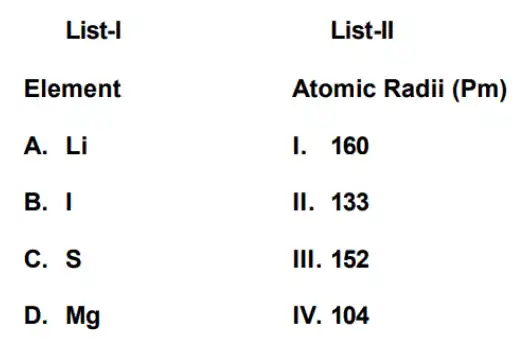 List-I List-II
Element Atomic Radii (Pm)
A. Li I. 160
B. I II. 133
C. S III. 152
D. Mg IV. 104